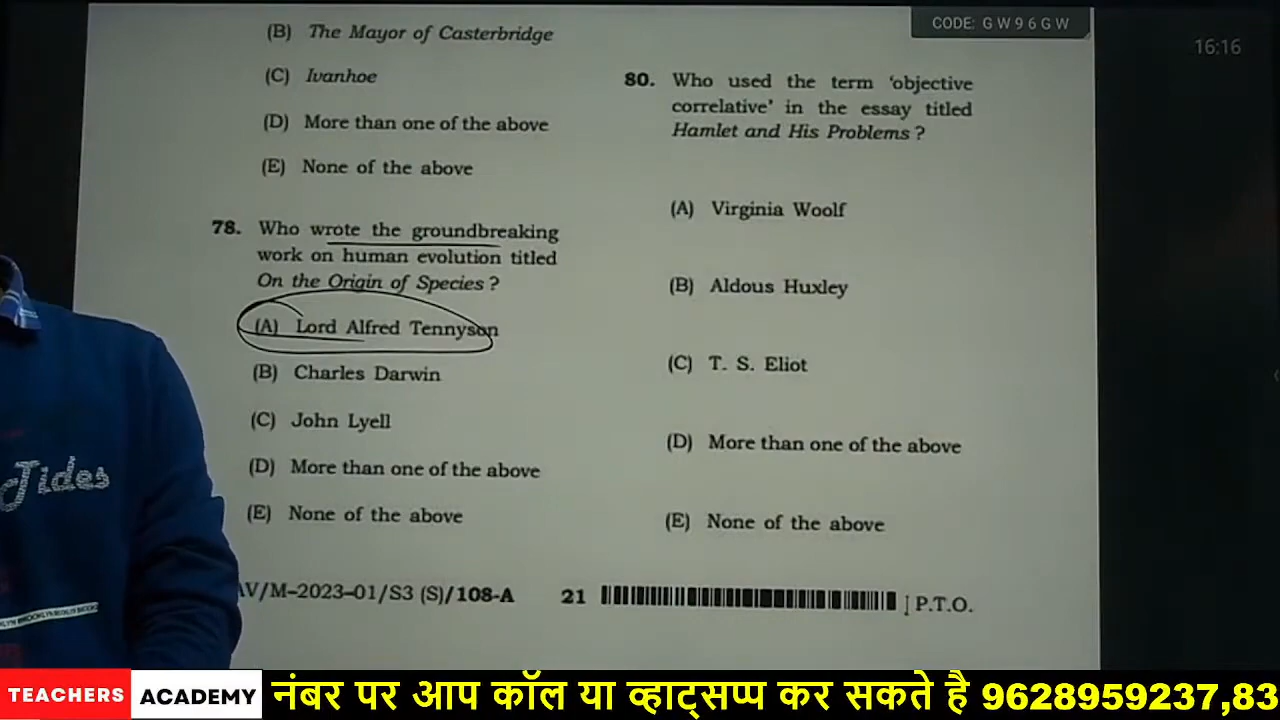 CODE: G W 9 6 G W
16:16
(B) The Mayor of Casterbridge
(C) Ivanhoe
(D) More than one of the above
(E) None of the above
78. Who wrote the groundbreaking
work on human evolution titled
On the Origin of Species ?
(A) Lord Alfred Tennyson
(B) Charles Darwin
(C) John Lyell
(D) More than one of the above
(E) None of the above
80. Who used the term ‘objective
correlative’ in the essay titled
Hamlet and His Problems ?
(A) Virginia Woolf
(B) Aldous Huxley
(C) T. S. Eliot
(D) More than one of the above
(E) None of the above
AV/M–2023–01/S3 (S)/108-A 21 P.T.O.
TEACHERS ACADEMY नंबर पर आप कॉल या व्हाट्सप्प कर सकते है 9628959237,83